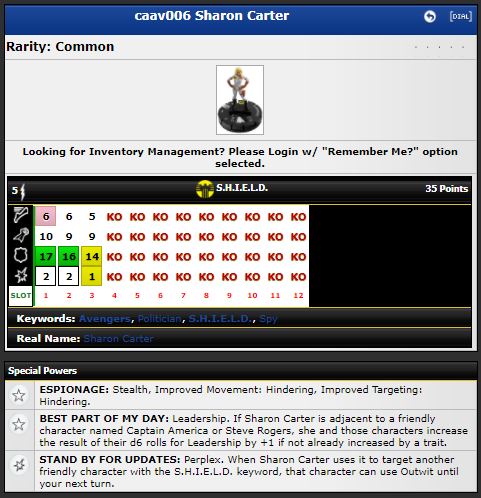 caav006 Sharon Carter
[DIAL]
Rarity: Common
Looking for Inventory Management? Please Login w/ "Remember Me?" option
selected.
5 S.H.I.E.L.D. 35 Points
6 6 5 KO KO KO KO KO KO KO KO KO
10 9 9 KO KO KO KO KO KO KO KO KO
17 16 14 KO KO KO KO KO KO KO KO KO
2 2 1 KO KO KO KO KO KO KO KO KO
SLOT 1 2 3 4 5 6 7 8 9 10 11 12
Keywords: Avengers, Politician, S.H.I.E.L.D., Spy
Real Name: Sharon Carter
Special Powers
ESPIONAGE: Stealth, Improved Movement: Hindering, Improved Targeting:
Hindering.
BEST PART OF MY DAY: Leadership. If Sharon Carter is adjacent to a friendly
character named Captain America or Steve Rogers, she and those characters increase
the result of their d6 rolls for Leadership by +1 if not already increased by a trait.
STAND BY FOR UPDATES: Perplex. When Sharon Carter uses it to target another
friendly character with the S.H.I.E.L.D. keyword, that character can use Outwit until
your next turn.